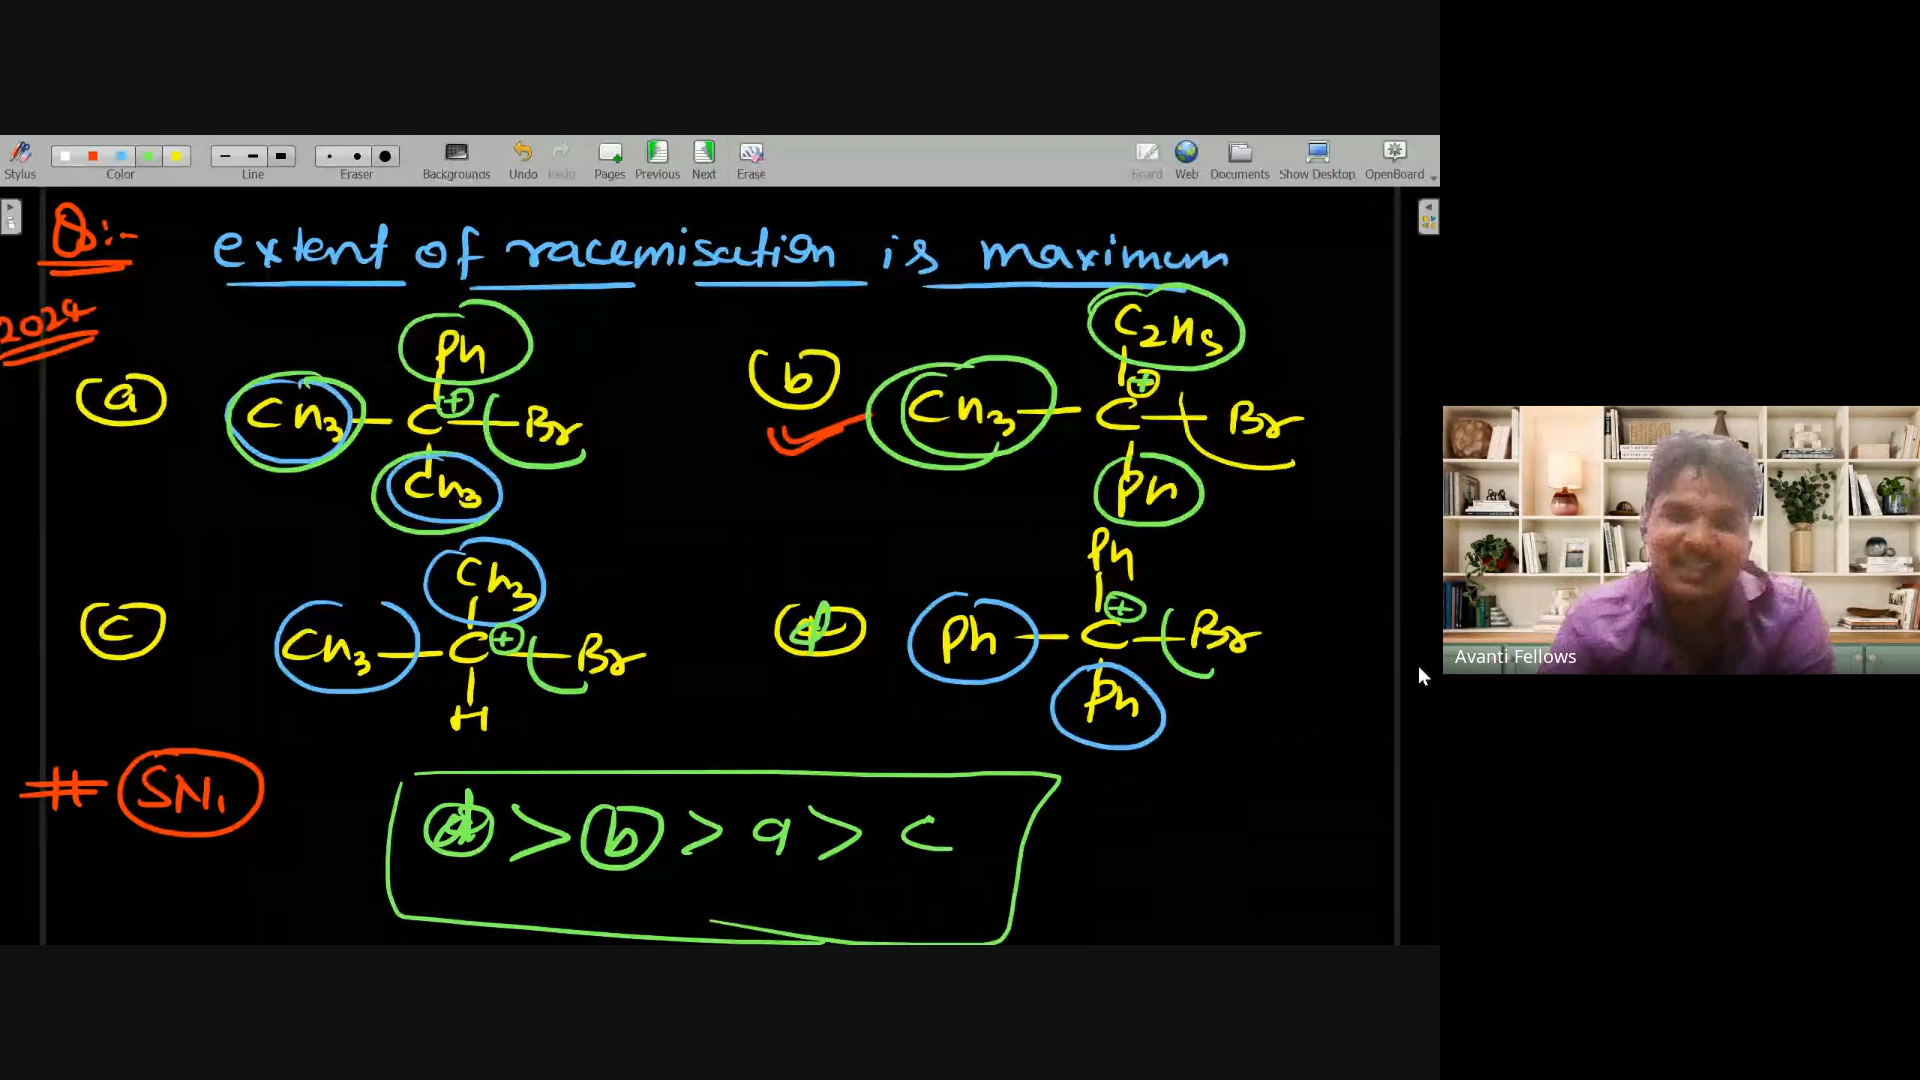 Stylus
Color
Line
Eraser
Backgrounds
Undo
Redo
Pages
Previous
Next
Erase
Board
Web
Documents
Show Desktop
OpenBoard
Q:- extent of racemisation is maximum
2024
(a)
Ph
CH3 — C — Br
⊕
CH3
(b)
C2H5
CH3 — C — Br
⊕
Ph
(c)
CH3
CH3 — C — Br
⊕
H
(d)
Ph
Ph — C — Br
⊕
Ph
# SN1
d > b > a > c
Avanti Fellows